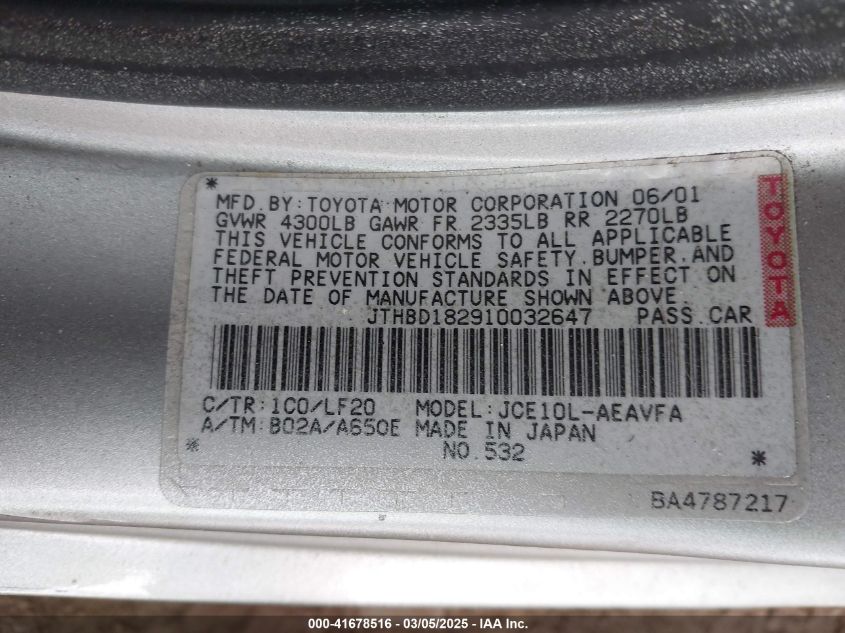 *
MFD.BY:TOYOTA MOTOR CORPORATION 06/01
GVWR 4300LB GAWR FR 2335LB RR 2270LB
THIS VEHICLE CONFORMS TO ALL APPLICABLE
FEDERAL MOTOR VEHICLE SAFETY,BUMPER,AND
THEFT PREVENTION STANDARDS IN EFFECT ON
THE DATE OF MANUFACTURE SHOWN ABOVE.
JTHBD182910032647 PASS.CAR
TOYOTA
C/TR:1C0/LF20 MODEL:JCE10L-AEAVFA
A/TM:B02A/A650E MADE IN JAPAN
* NO.532 *
BA4787217
000-41678516 — 03/05/2025 — IAA Inc.